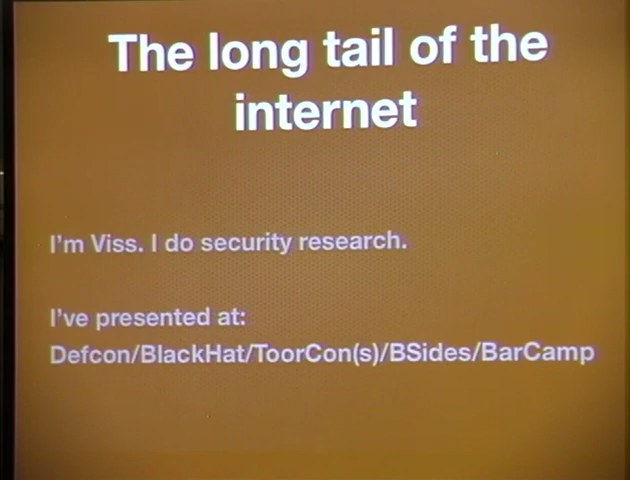 The long tail of the
internet
I'm Viss. I do security research.
I've presented at:
Defcon/BlackHat/ToorCon(s)/BSides/BarCamp